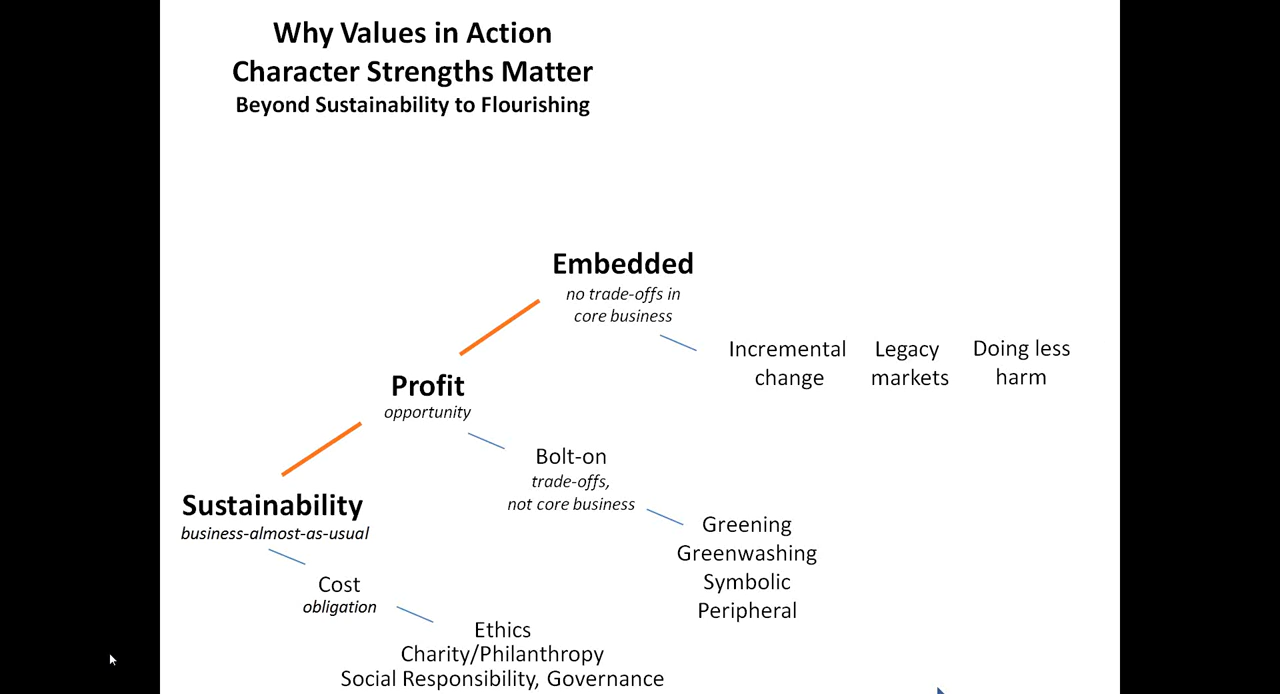 Why Values in Action
Character Strengths Matter
Beyond Sustainability to Flourishing
Embedded
no trade-offs in
core business
Incremental
change
Legacy
markets
Doing less
harm
Profit
opportunity
Bolt-on
trade-offs,
not core business
Greening
Greenwashing
Symbolic
Peripheral
Sustainability
business-almost-as-usual
Cost
obligation
Ethics
Charity/Philanthropy
Social Responsibility, Governance